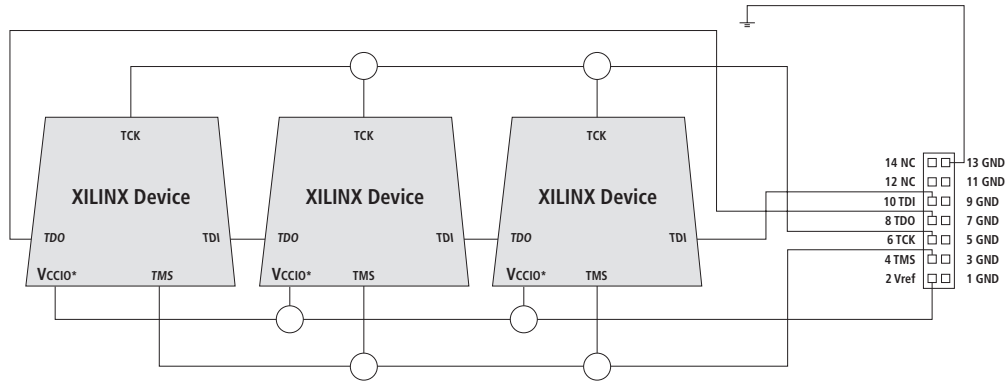 TCK
TCK
TCK
XILINX Device
XILINX Device
XILINX Device
TDO
TDI
TDO
TDI
TDO
TDI
VCCIO*
TMS
VCCIO*
TMS
VCCIO*
TMS
14 NC
13 GND
12 NC
11 GND
10 TDI
9 GND
8 TDO
7 GND
6 TCK
5 GND
4 TMS
3 GND
2 Vref
1 GND